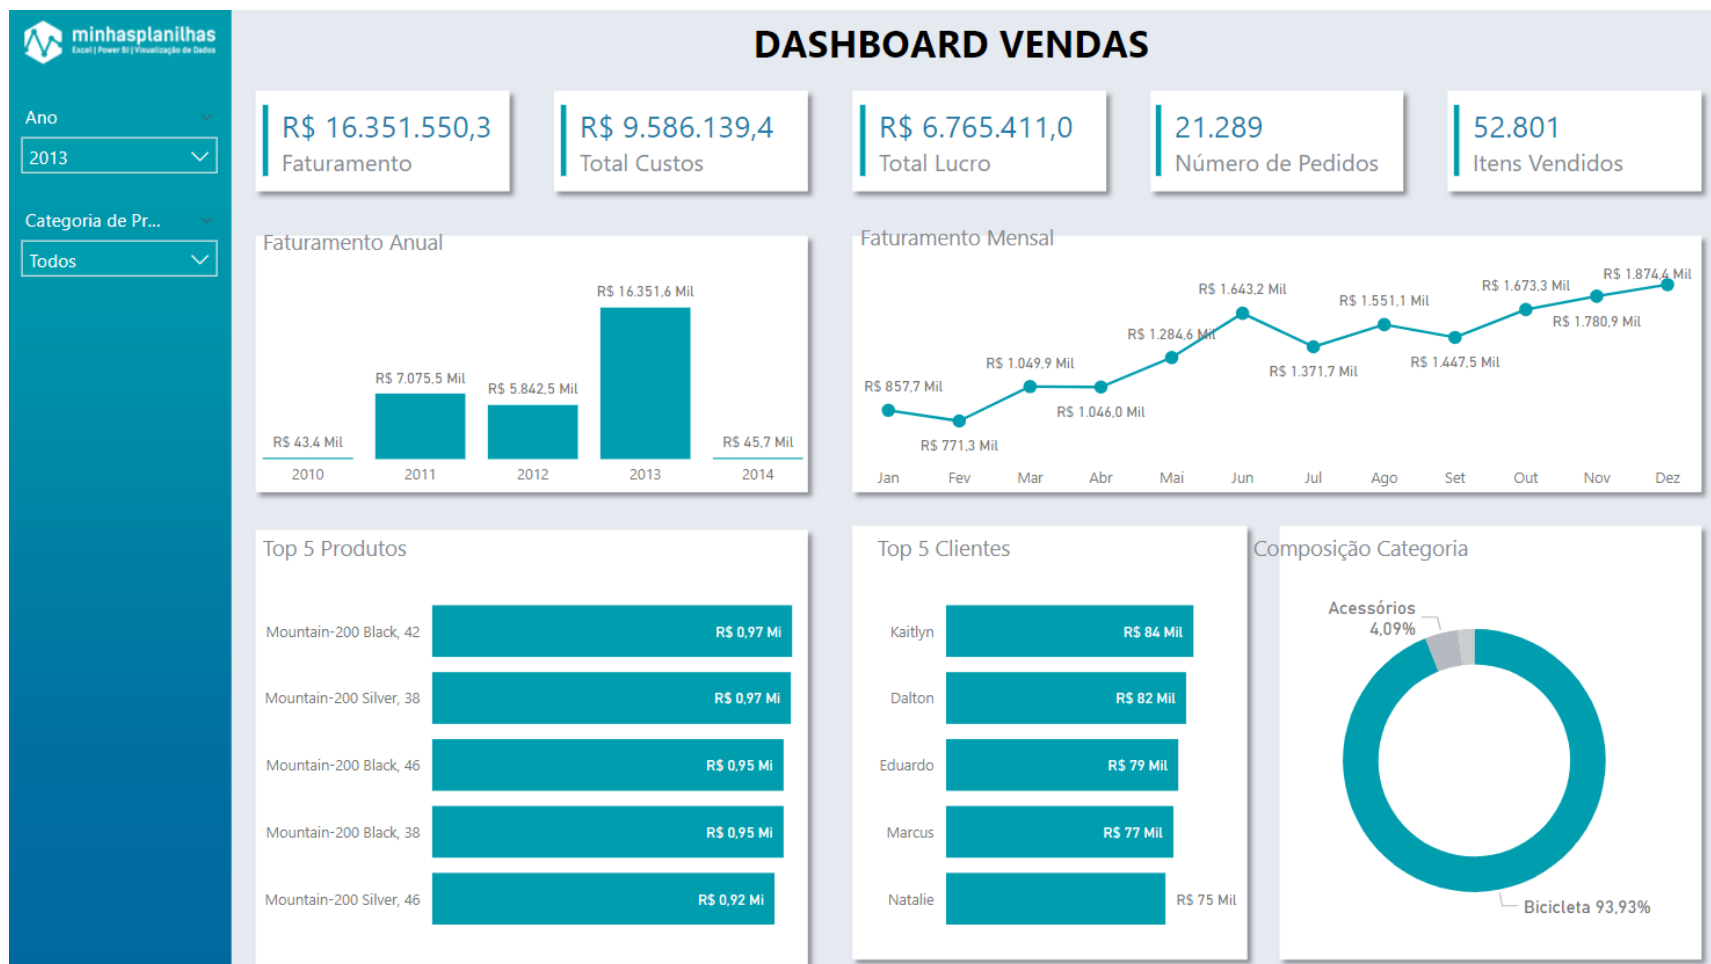 minhasplanilhas
Excel | Power BI | Visualização de Dados
DASHBOARD VENDAS
Ano
2013
Categoria de Pr...
Todos
R$ 16.351.550,3
Faturamento
R$ 9.586.139,4
Total Custos
R$ 6.765.411,0
Total Lucro
21.289
Número de Pedidos
52.801
Itens Vendidos
Faturamento Anual
R$ 43,4 Mil
R$ 7.075,5 Mil
R$ 5.842,5 Mil
R$ 16.351,6 Mil
R$ 45,7 Mil
2010 2011 2012 2013 2014
Faturamento Mensal
R$ 857,7 Mil
R$ 771,3 Mil
R$ 1.049,9 Mil
R$ 1.046,0 Mil
R$ 1.284,6 Mil
R$ 1.643,2 Mil
R$ 1.371,7 Mil
R$ 1.551,1 Mil
R$ 1.447,5 Mil
R$ 1.673,3 Mil
R$ 1.780,9 Mil
R$ 1.874,4 Mil
Jan Fev Mar Abr Mai Jun Jul Ago Set Out Nov Dez
Top 5 Produtos
Mountain-200 Black, 42 R$ 0,97 Mi
Mountain-200 Silver, 38 R$ 0,97 Mi
Mountain-200 Black, 46 R$ 0,95 Mi
Mountain-200 Black, 38 R$ 0,95 Mi
Mountain-200 Silver, 46 R$ 0,92 Mi
Top 5 Clientes
Kaitlyn R$ 84 Mil
Dalton R$ 82 Mil
Eduardo R$ 79 Mil
Marcus R$ 77 Mil
Natalie R$ 75 Mil
Composição Categoria
Acessórios
4,09%
Bicicleta 93,93%